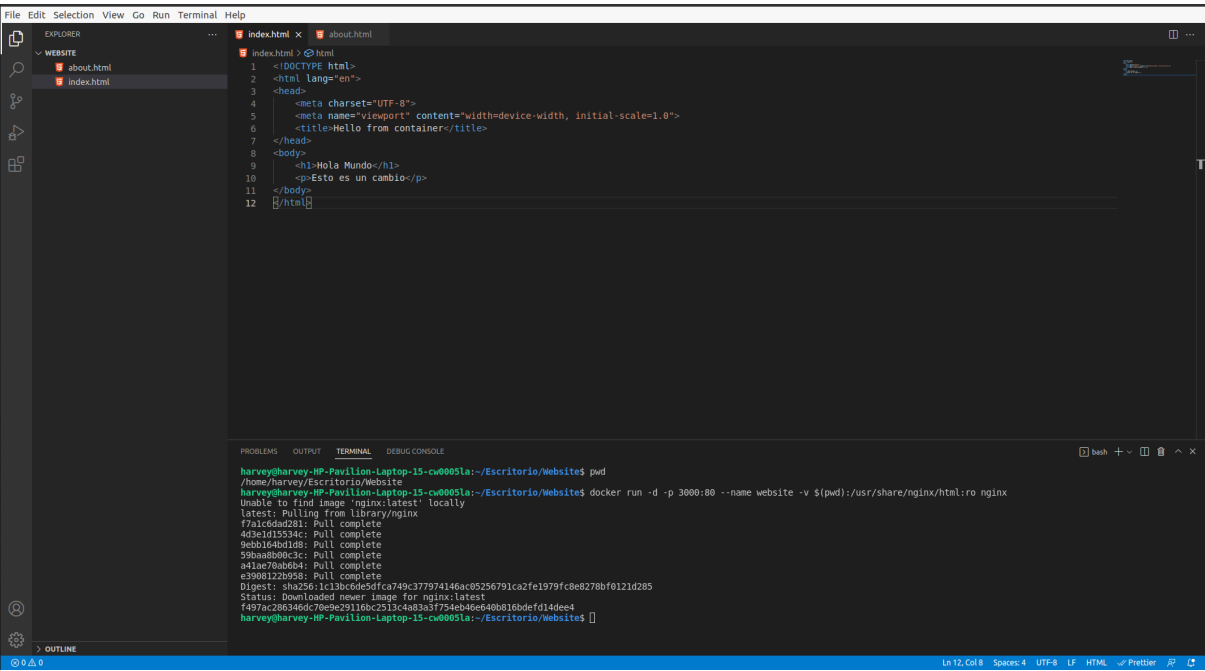 File Edit Selection View Go Run Terminal Help
EXPLORER ...
WEBSITE
about.html
index.html
OUTLINE
index.html × about.html
index.html > html
1 <!DOCTYPE html>
2 <html lang="en">
3 <head>
4 <meta charset="UTF-8">
5 <meta name="viewport" content="width=device-width, initial-scale=1.0">
6 <title>Hello from container</title>
7 </head>
8 <body>
9 <h1>Hola Mundo</h1>
10 <p>Esto es un cambio</p>
11 </body>
12 </html>
PROBLEMS OUTPUT TERMINAL DEBUG CONSOLE bash
harvey@harvey-HP-Pavilion-Laptop-15-cw0005la:~/Escritorio/Website$ pwd
/home/harvey/Escritorio/Website
harvey@harvey-HP-Pavilion-Laptop-15-cw0005la:~/Escritorio/Website$ docker run -d -p 3000:80 --name website -v $(pwd):/usr/share/nginx/html:ro nginx
Unable to find image 'nginx:latest' locally
latest: Pulling from library/nginx
f7a1c6dad281: Pull complete
4d3e1d15534c: Pull complete
9ebb164bd1d8: Pull complete
59baa8b00c3c: Pull complete
a41ae70ab6b4: Pull complete
e3908122b958: Pull complete
Digest: sha256:1c13bc6de5dfca749c377974146ac05256791ca2fe1979fc8e8278bf0121d285
Status: Downloaded newer image for nginx:latest
f497ac286346dc70e9e29116bc2513c4a83a3f754eb46e640b816bdefd14dee4
harvey@harvey-HP-Pavilion-Laptop-15-cw0005la:~/Escritorio/Website$
0 0 Ln 12, Col 8 Spaces: 4 UTF-8 LF HTML Prettier